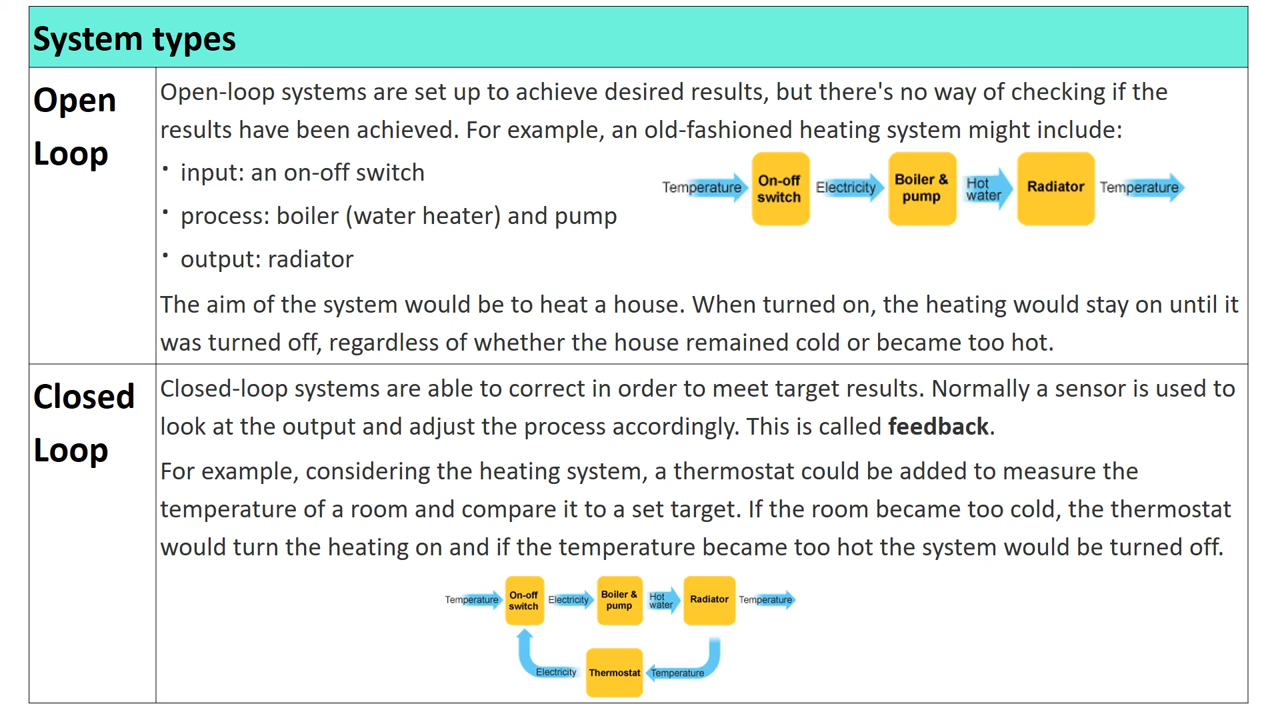 System types
Open
Loop
Open-loop systems are set up to achieve desired results, but there's no way of checking if the
results have been achieved. For example, an old-fashioned heating system might include:
· input: an on-off switch
· process: boiler (water heater) and pump
· output: radiator
Temperature
On-off
switch
Electricity
Boiler &
pump
Hot
water
Radiator
Temperature
The aim of the system would be to heat a house. When turned on, the heating would stay on until it
was turned off, regardless of whether the house remained cold or became too hot.
Closed
Loop
Closed-loop systems are able to correct in order to meet target results. Normally a sensor is used to
look at the output and adjust the process accordingly. This is called feedback.
For example, considering the heating system, a thermostat could be added to measure the
temperature of a room and compare it to a set target. If the room became too cold, the thermostat
would turn the heating on and if the temperature became too hot the system would be turned off.
Temperature
On-off
switch
Electricity
Boiler &
pump
Hot
water
Radiator
Temperature
Electricity
Thermostat
Temperature